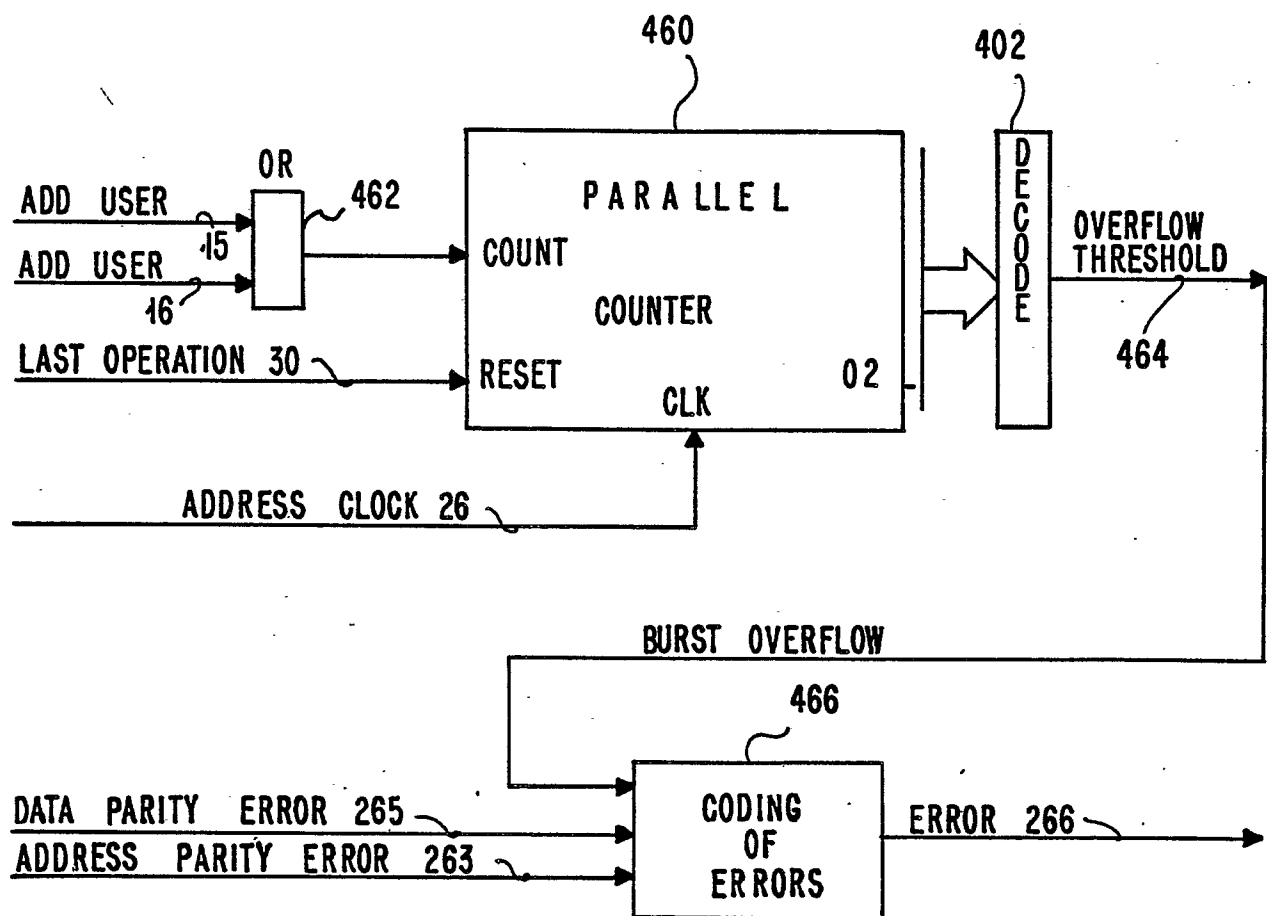 460
402
OR
462
ADD USER
15
ADD USER
16
PARALLEL
COUNT
COUNTER
LAST OPERATION 30
RESET
02
CLK
DECODE
OVERFLOW
THRESHOLD
464
ADDRESS CLOCK 26
BURST OVERFLOW
466
DATA PARITY ERROR 265
ADDRESS PARITY ERROR 263
CODING
OF
ERRORS
ERROR 266